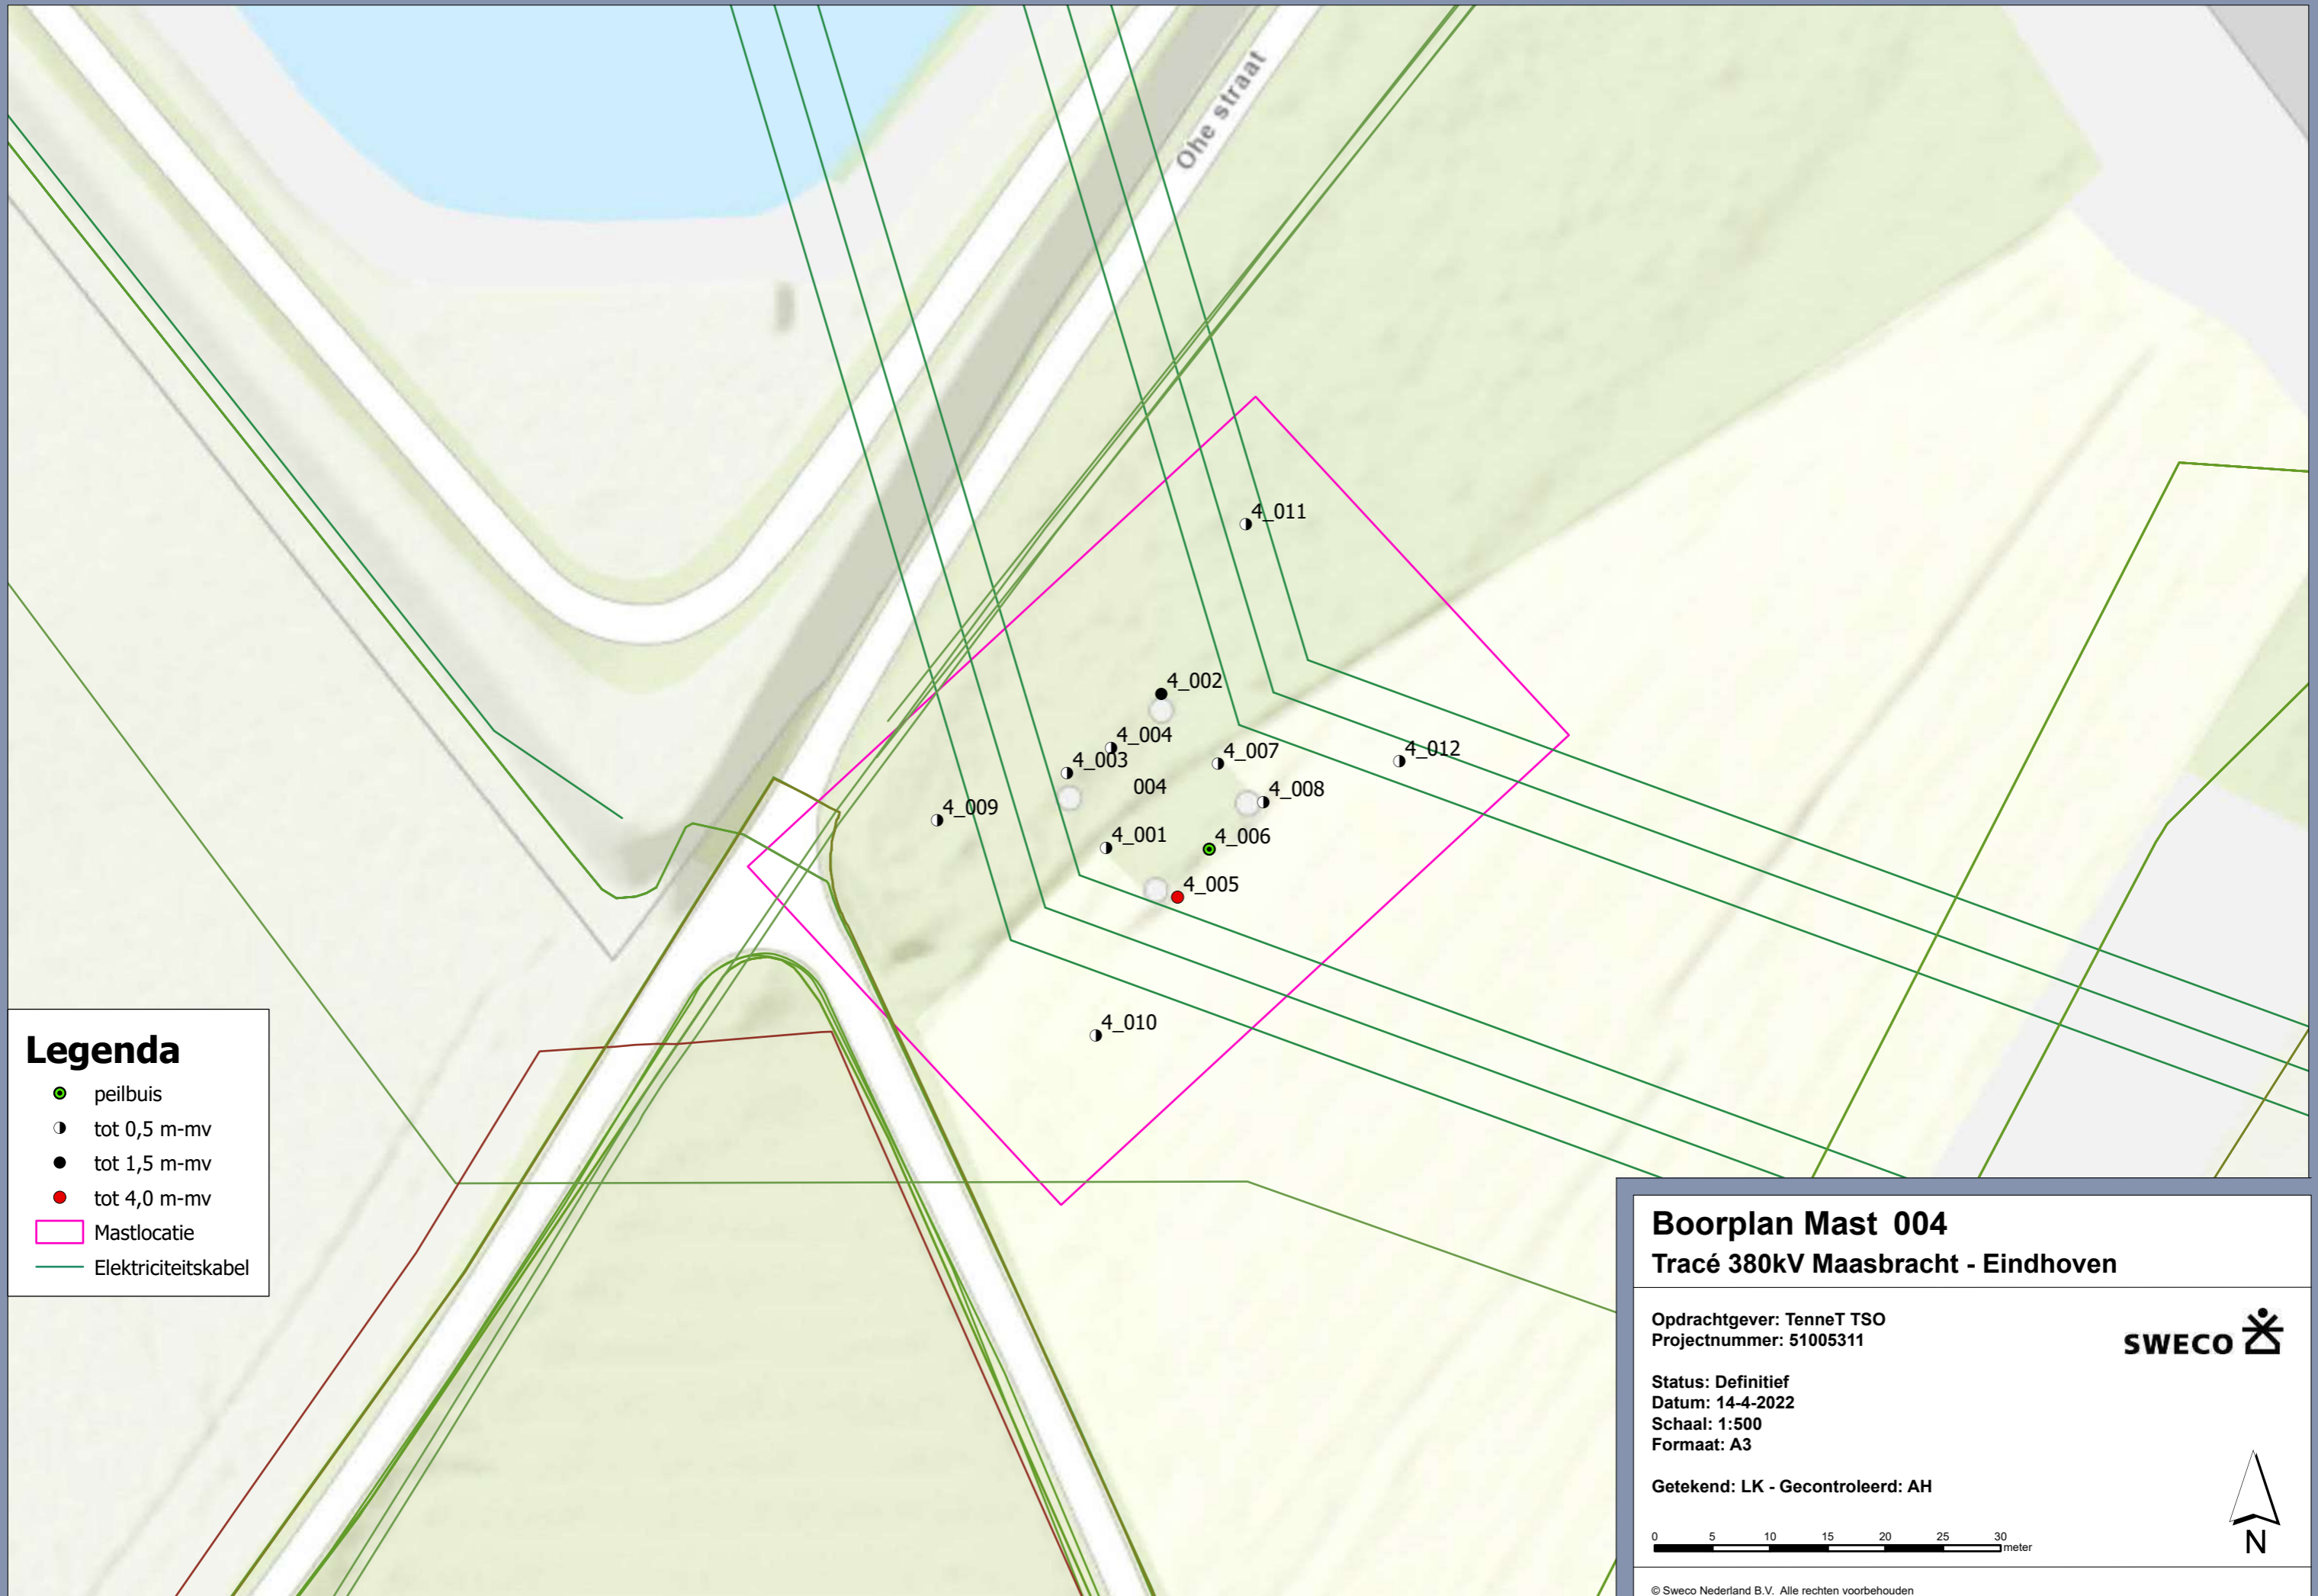 Ohe straat
4_011
4_002
4_004
4_003
4_007
4_012
004
4_008
4_009
4_001
4_006
4_005
4_010
Legenda
peilbuis
tot 0,5 m-mv
tot 1,5 m-mv
tot 4,0 m-mv
Mastlocatie
Elektriciteitskabel
Boorplan Mast 004
Tracé 380kV Maasbracht - Eindhoven
Opdrachtgever: TenneT TSO
Projectnummer: 51005311
SWECO
Status: Definitief
Datum: 14-4-2022
Schaal: 1:500
Formaat: A3
Getekend: LK - Gecontroleerd: AH
0 5 10 15 20 25 30
meter
N
© Sweco Nederland B.V. Alle rechten voorbehouden